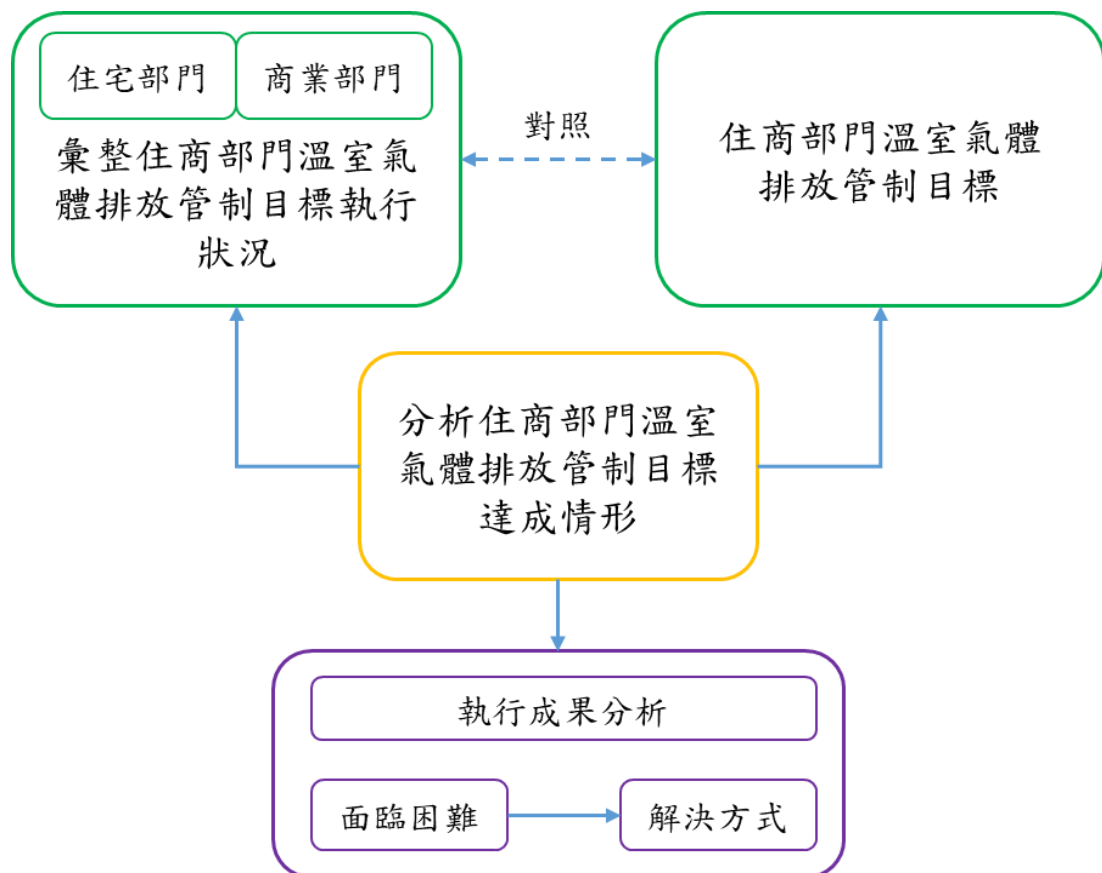 住宅部門
商業部門
彙整住商部門溫室氣
體排放管制目標執行
狀況
對照
住商部門溫室氣體
排放管制目標
分析住商部門溫室
氣體排放管制目標
達成情形
執行成果分析
面臨困難
解決方式